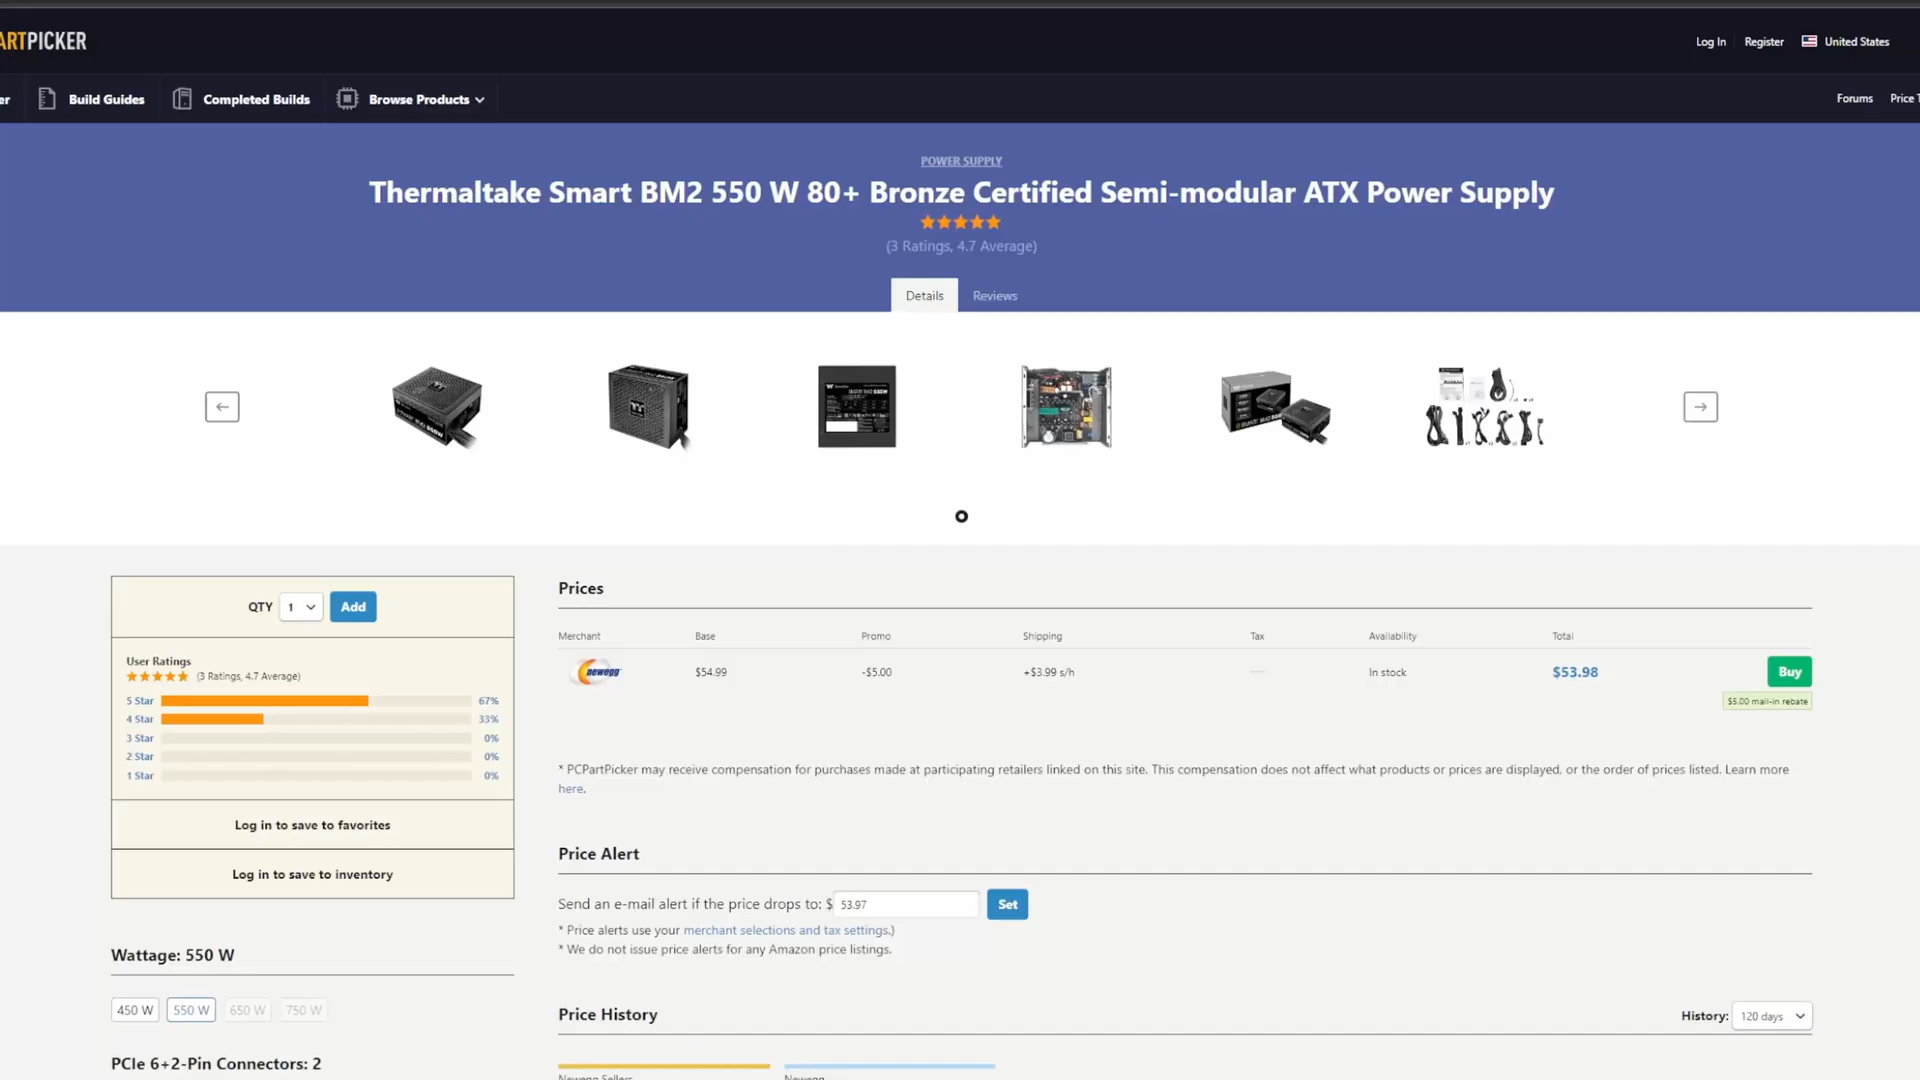 ARTPICKER
Log In
Register
United States
er
Build Guides
Completed Builds
Browse Products
Forums
Price T
POWER SUPPLY
Thermaltake Smart BM2 550 W 80+ Bronze Certified Semi-modular ATX Power Supply
(3 Ratings, 4.7 Average)
Details
Reviews
QTY
1
Add
User Ratings
(3 Ratings, 4.7 Average)
5 Star 67%
4 Star 33%
3 Star 0%
2 Star 0%
1 Star 0%
Log in to save to favorites
Log in to save to inventory
Wattage: 550 W
450 W
550 W
650 W
750 W
PCIe 6+2-Pin Connectors: 2
Prices
Merchant Base Promo Shipping Tax Availability Total
newegg $54.99 -$5.00 +$3.99 s/h — In stock $53.98 Buy
$5.00 mail-in rebate
* PCPartPicker may receive compensation for purchases made at participating retailers linked on this site. This compensation does not affect what products or prices are displayed, or the order of prices listed. Learn more
here.
Price Alert
Send an e-mail alert if the price drops to: $ 53.97 Set
* Price alerts use your merchant selections and tax settings.)
* We do not issue price alerts for any Amazon price listings.
Price History
History: 120 days
Newegg Sellers
Newegg